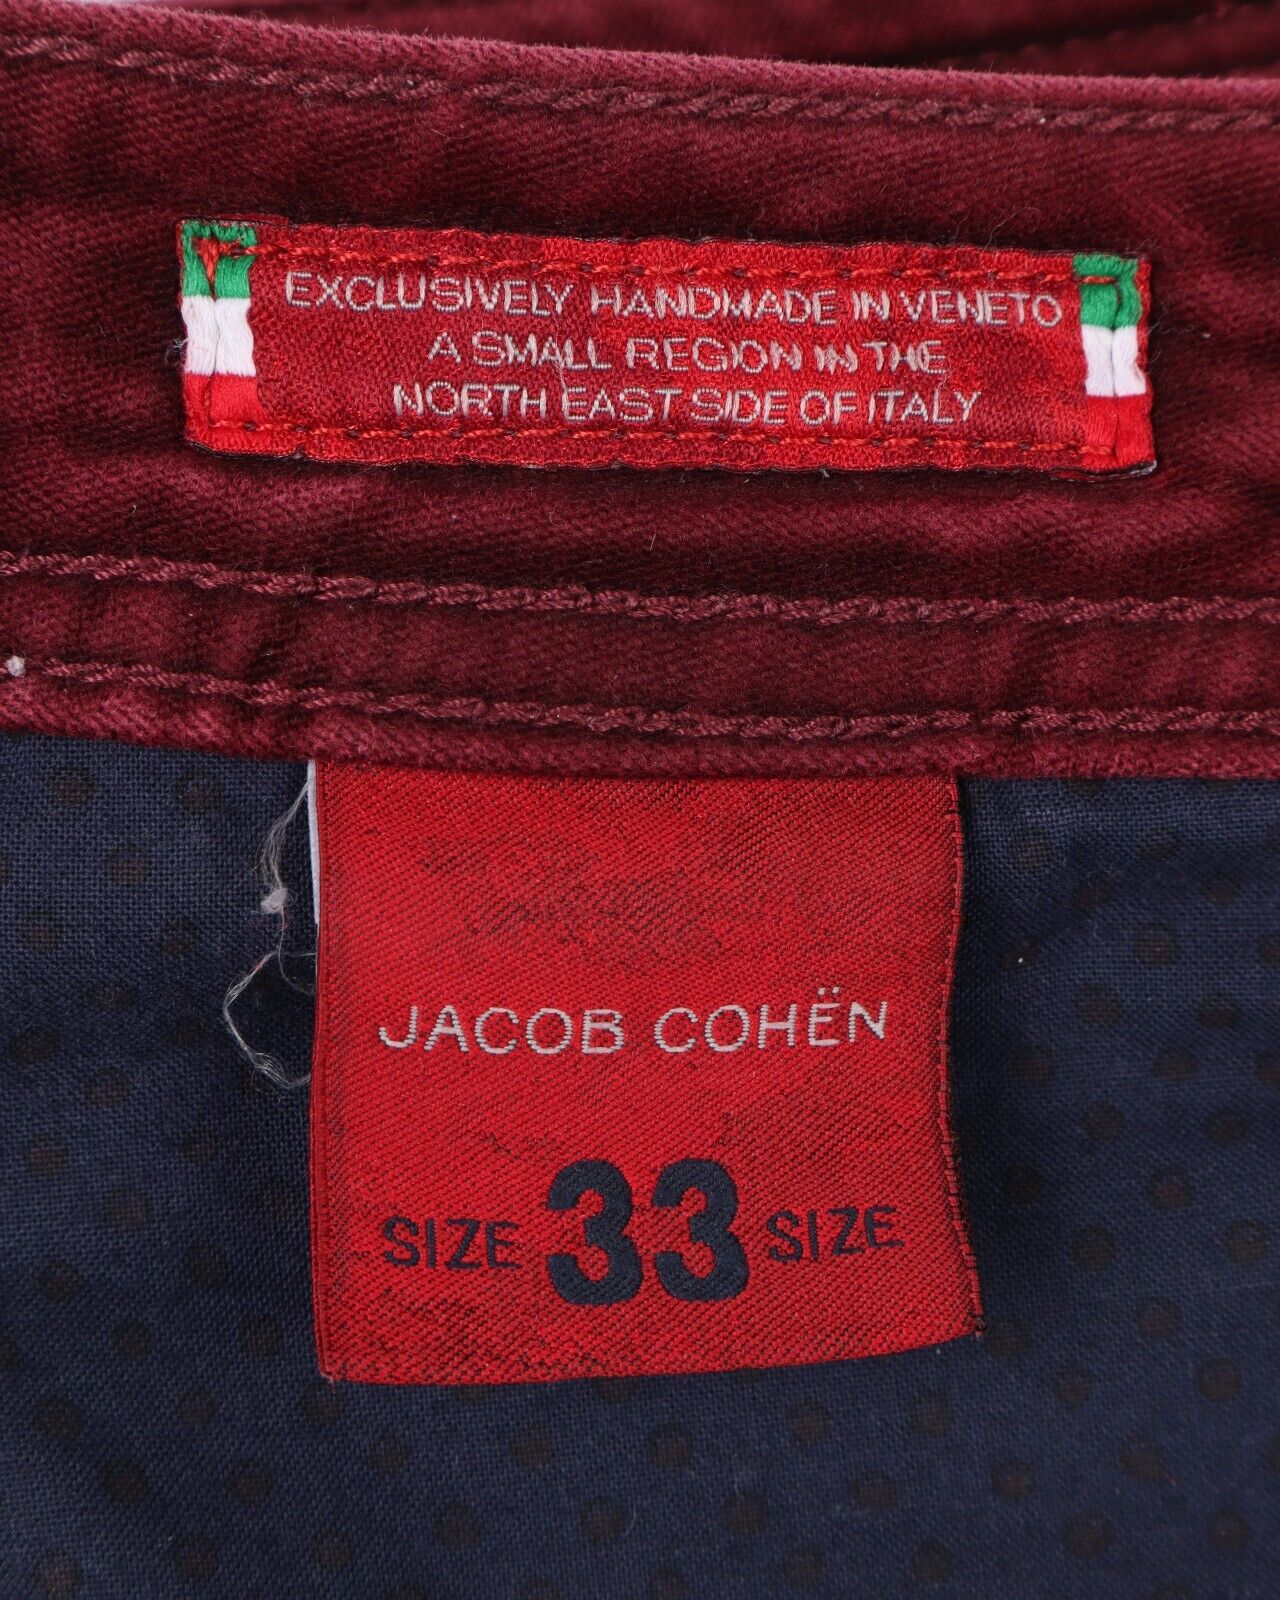 EXCLUSIVELY HANDMADE IN VENETO
A SMALL REGION IN THE
NORTH EAST SIDE OF ITALY
JACOB COHËN
SIZE 33 SIZE